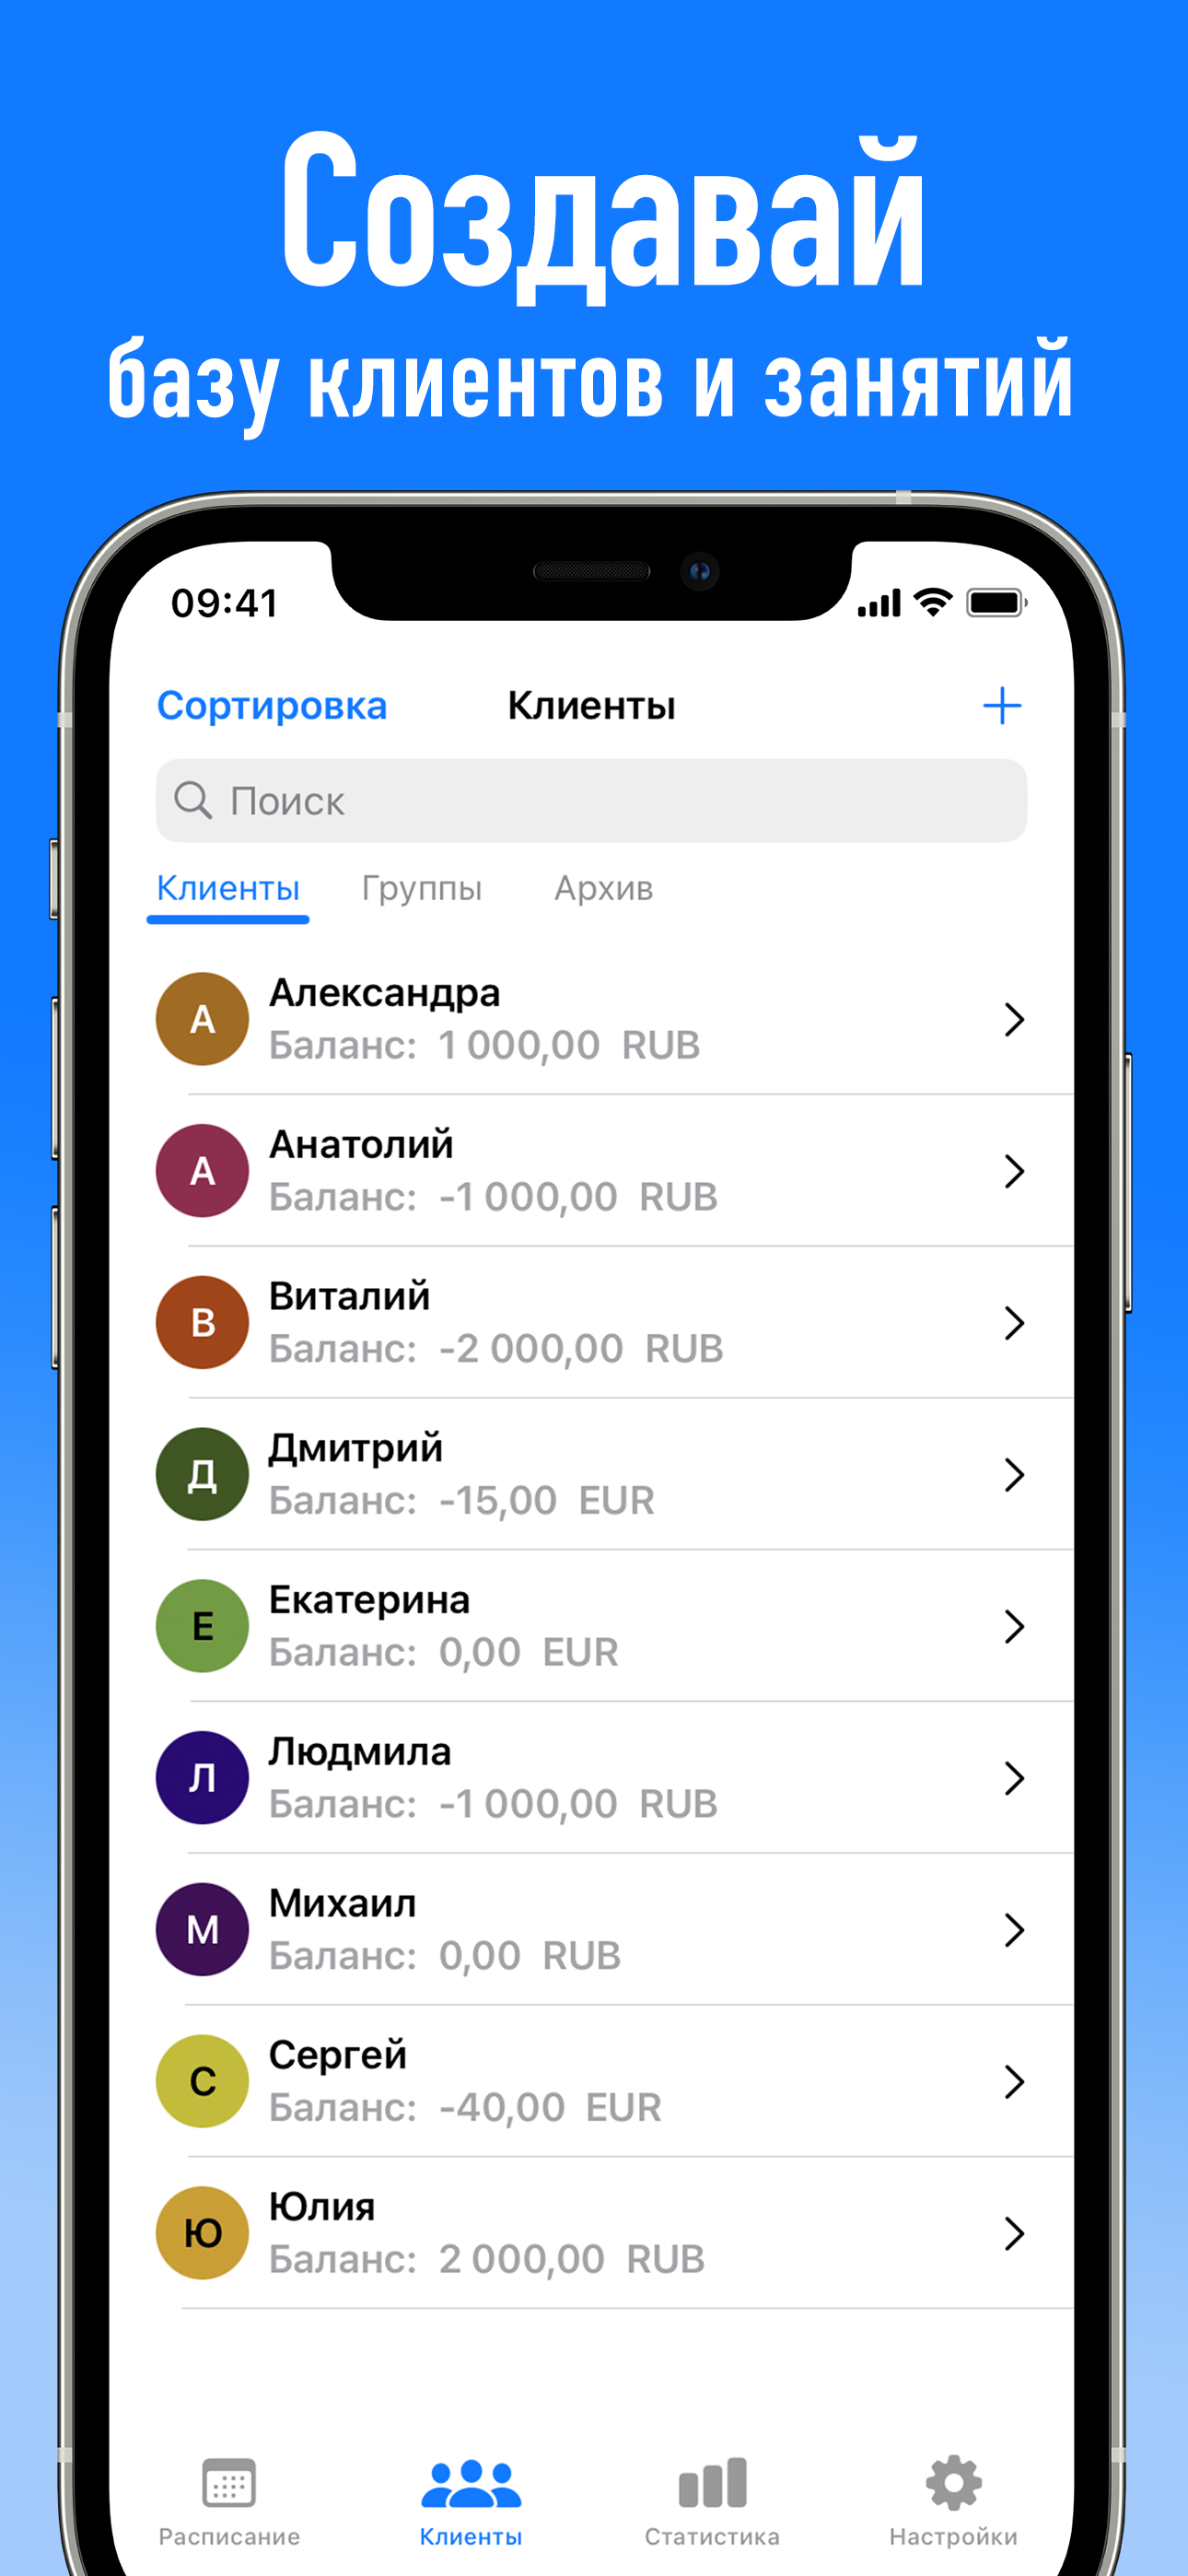 Создавай
базу клиентов и занятий
09:41
Сортировка Клиенты +
Поиск
Клиенты Группы Архив
А Александра
Баланс: 1 000,00 RUB
А Анатолий
Баланс: -1 000,00 RUB
В Виталий
Баланс: -2 000,00 RUB
Д Дмитрий
Баланс: -15,00 EUR
Е Екатерина
Баланс: 0,00 EUR
Л Людмила
Баланс: -1 000,00 RUB
М Михаил
Баланс: 0,00 RUB
С Сергей
Баланс: -40,00 EUR
Ю Юлия
Баланс: 2 000,00 RUB
Расписание Клиенты Статистика Настройки